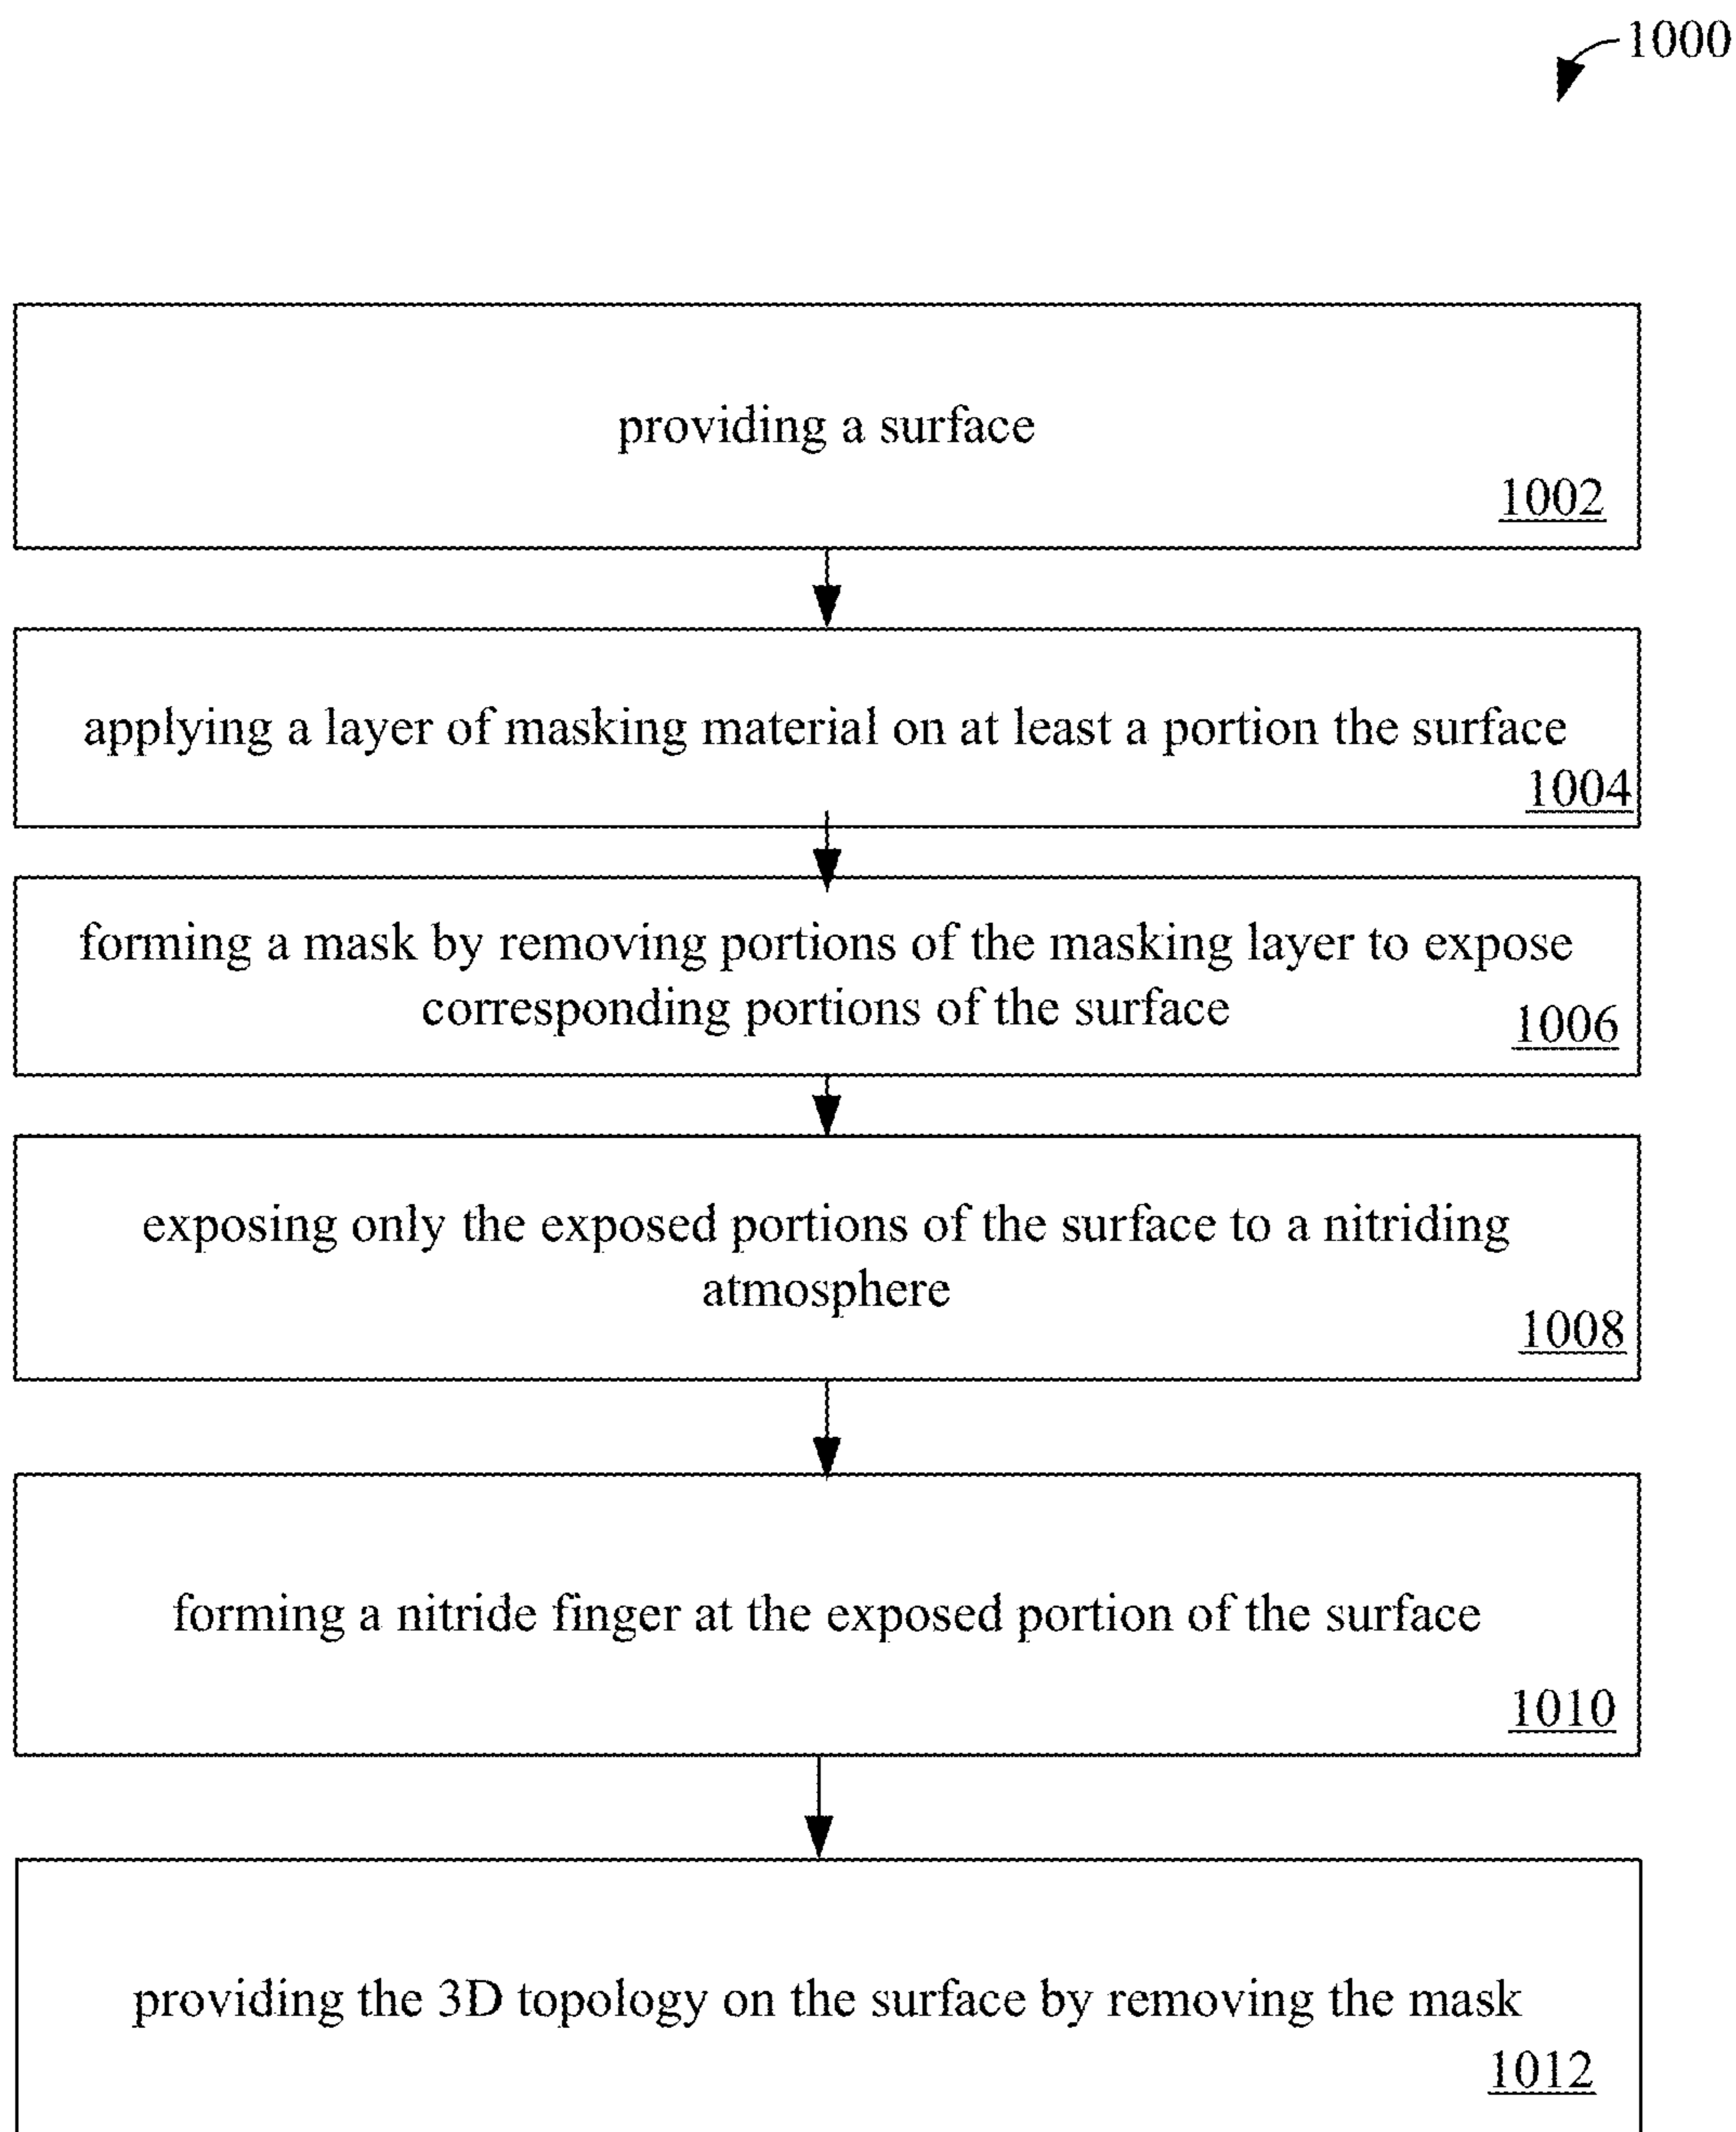 1000
providing a surface
1002
applying a layer of masking material on at least a portion the surface
1004
forming a mask by removing portions of the masking layer to expose
corresponding portions of the surface
1006
exposing only the exposed portions of the surface to a nitriding
atmosphere
1008
forming a nitride finger at the exposed portion of the surface
1010
providing the 3D topology on the surface by removing the mask
1012